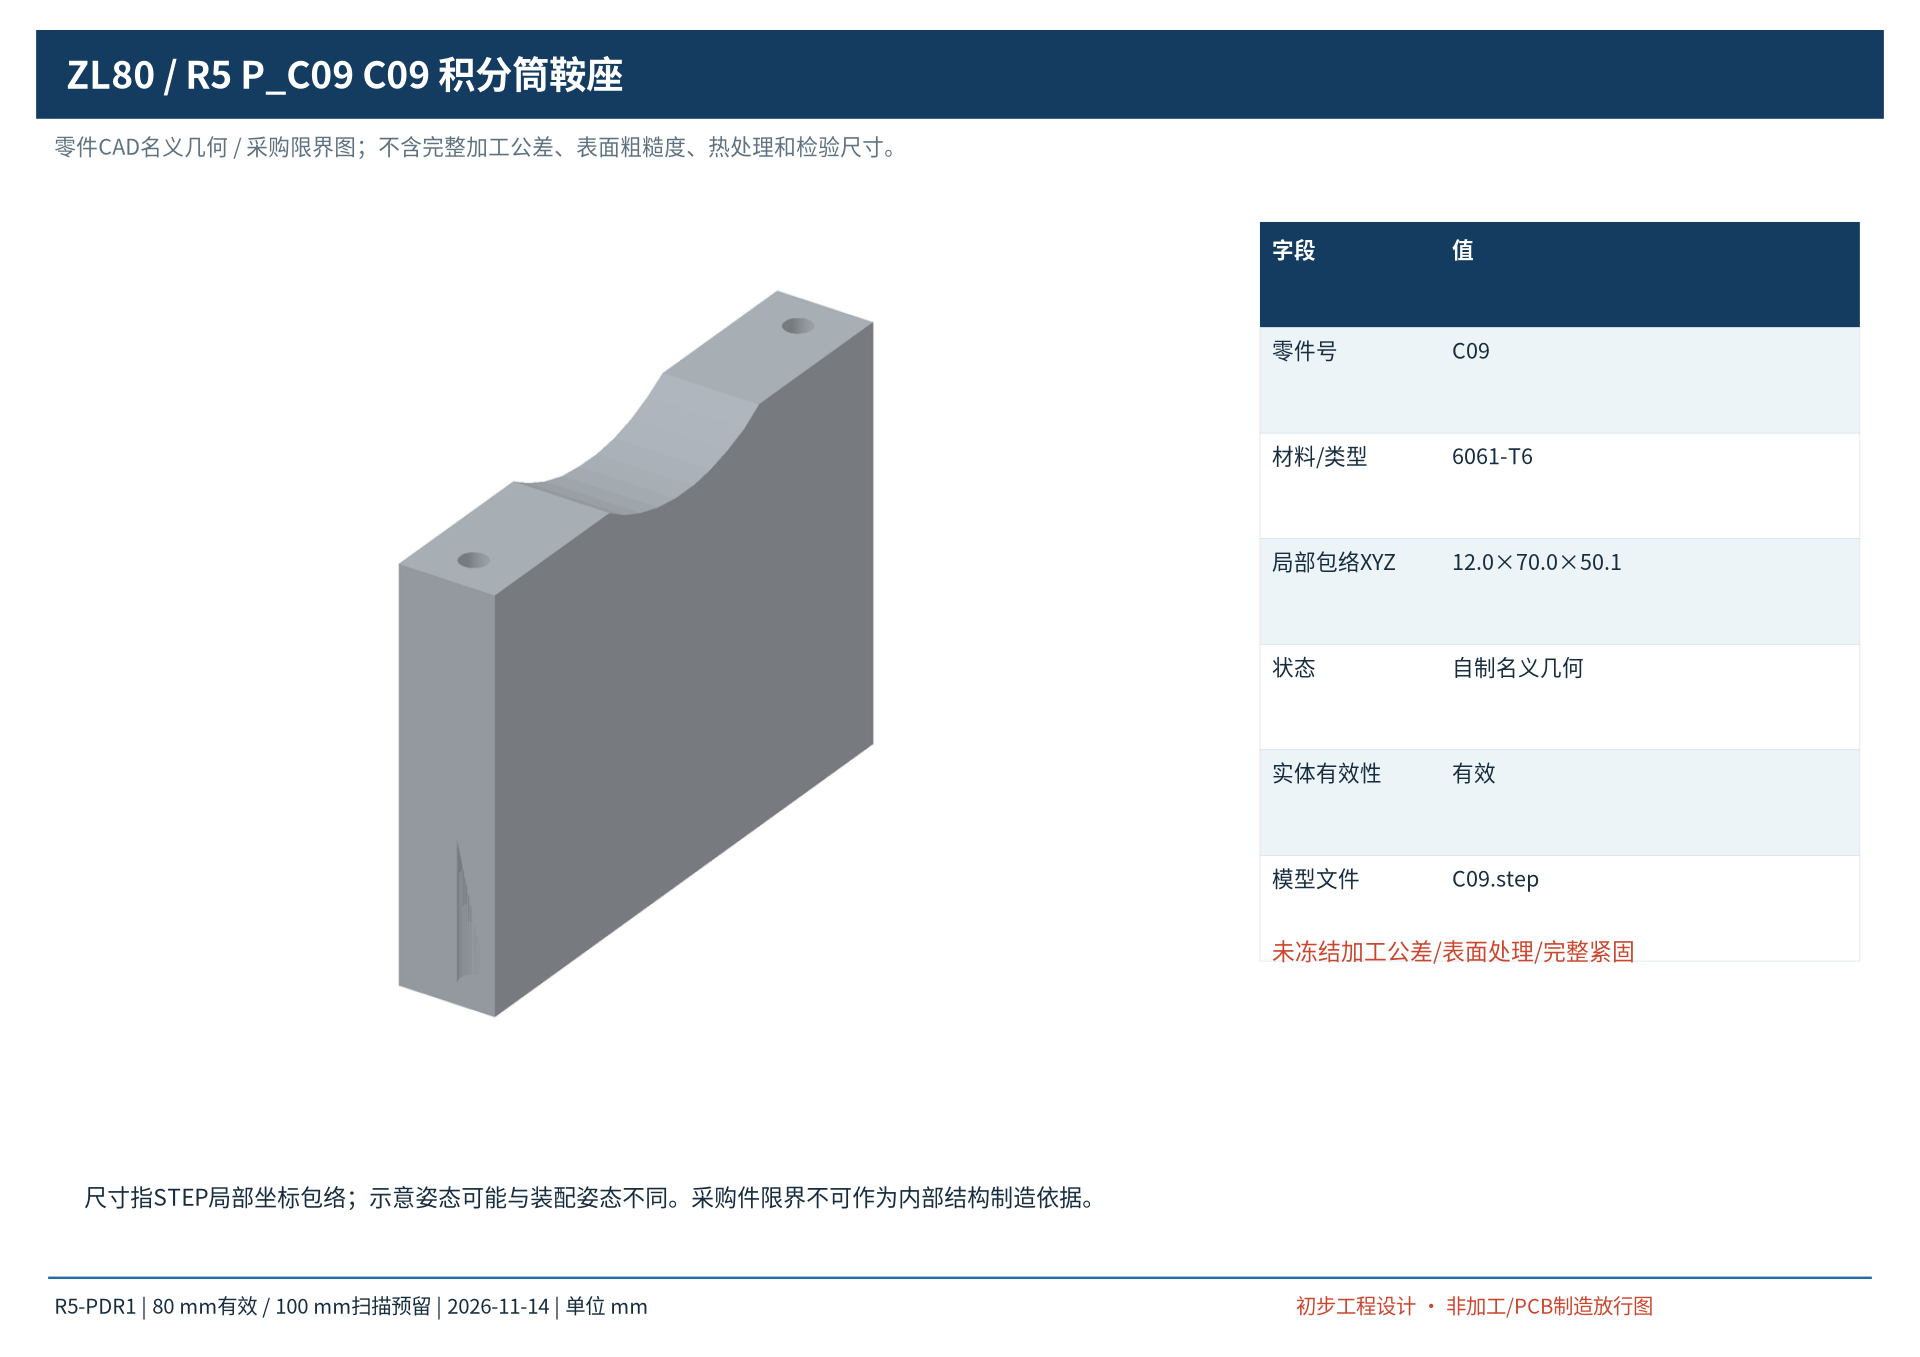 ZL80 / R5 P_C09 C09 积分筒鞍座
零件CAD名义几何 / 采购限界图；不含完整加工公差、表面粗糙度、热处理和检验尺寸。
字段 值
零件号 C09
材料/类型 6061-T6
局部包络XYZ 12.0×70.0×50.1
状态 自制名义几何
实体有效性 有效
模型文件 C09.step
未冻结加工公差/表面处理/完整紧固
尺寸指STEP局部坐标包络；示意姿态可能与装配姿态不同。采购件限界不可作为内部结构制造依据。
R5-PDR1 | 80 mm有效 / 100 mm扫描预留 | 2026-11-14 | 单位 mm
初步工程设计 · 非加工/PCB制造放行图